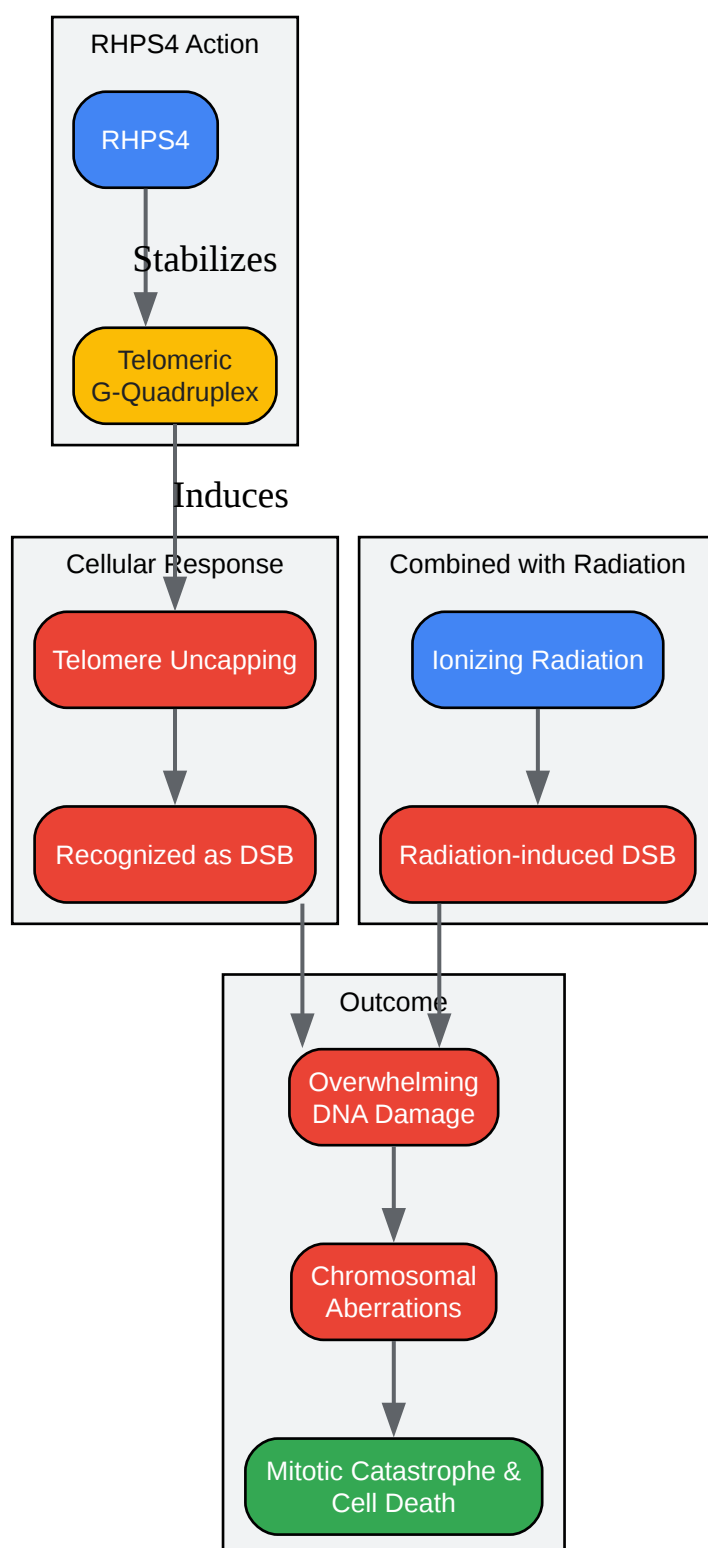 RHPS4 Action
RHPS4
Stabilizes
Telomeric
G-Quadruplex
Induces
Cellular Response
Telomere Uncapping
Recognized as DSB
Combined with Radiation
Ionizing Radiation
Radiation-induced DSB
Outcome
Overwhelming
DNA Damage
Chromosomal
Aberrations
Mitotic Catastrophe &
Cell Death